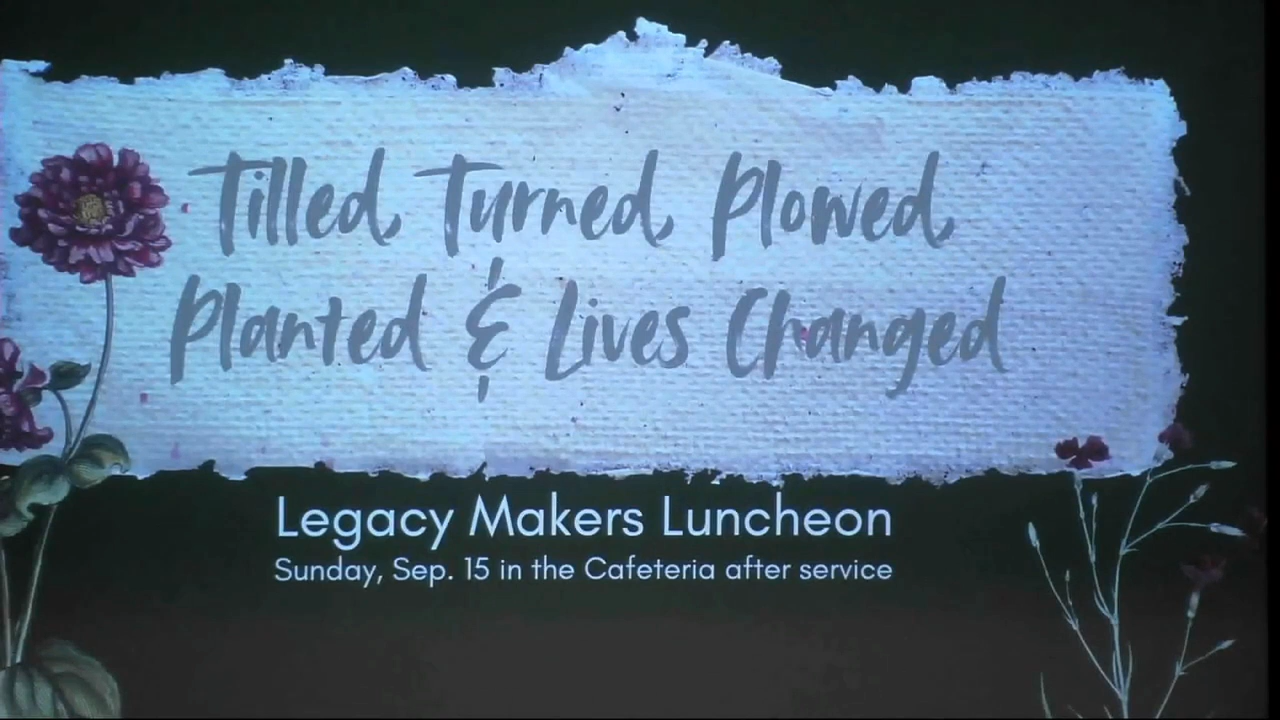 Tilled, Turned, Plowed,
Planted & Lives Changed
Legacy Makers Luncheon
Sunday, Sep. 15 in the Cafeteria after service